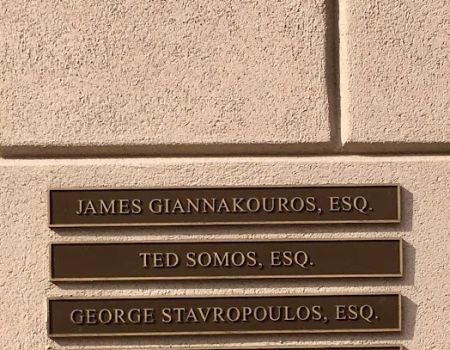 JAMES GIANNAKOUROS, ESQ.
TED SOMOS, ESQ.
GEORGE STAVROPOULOS, ESQ.